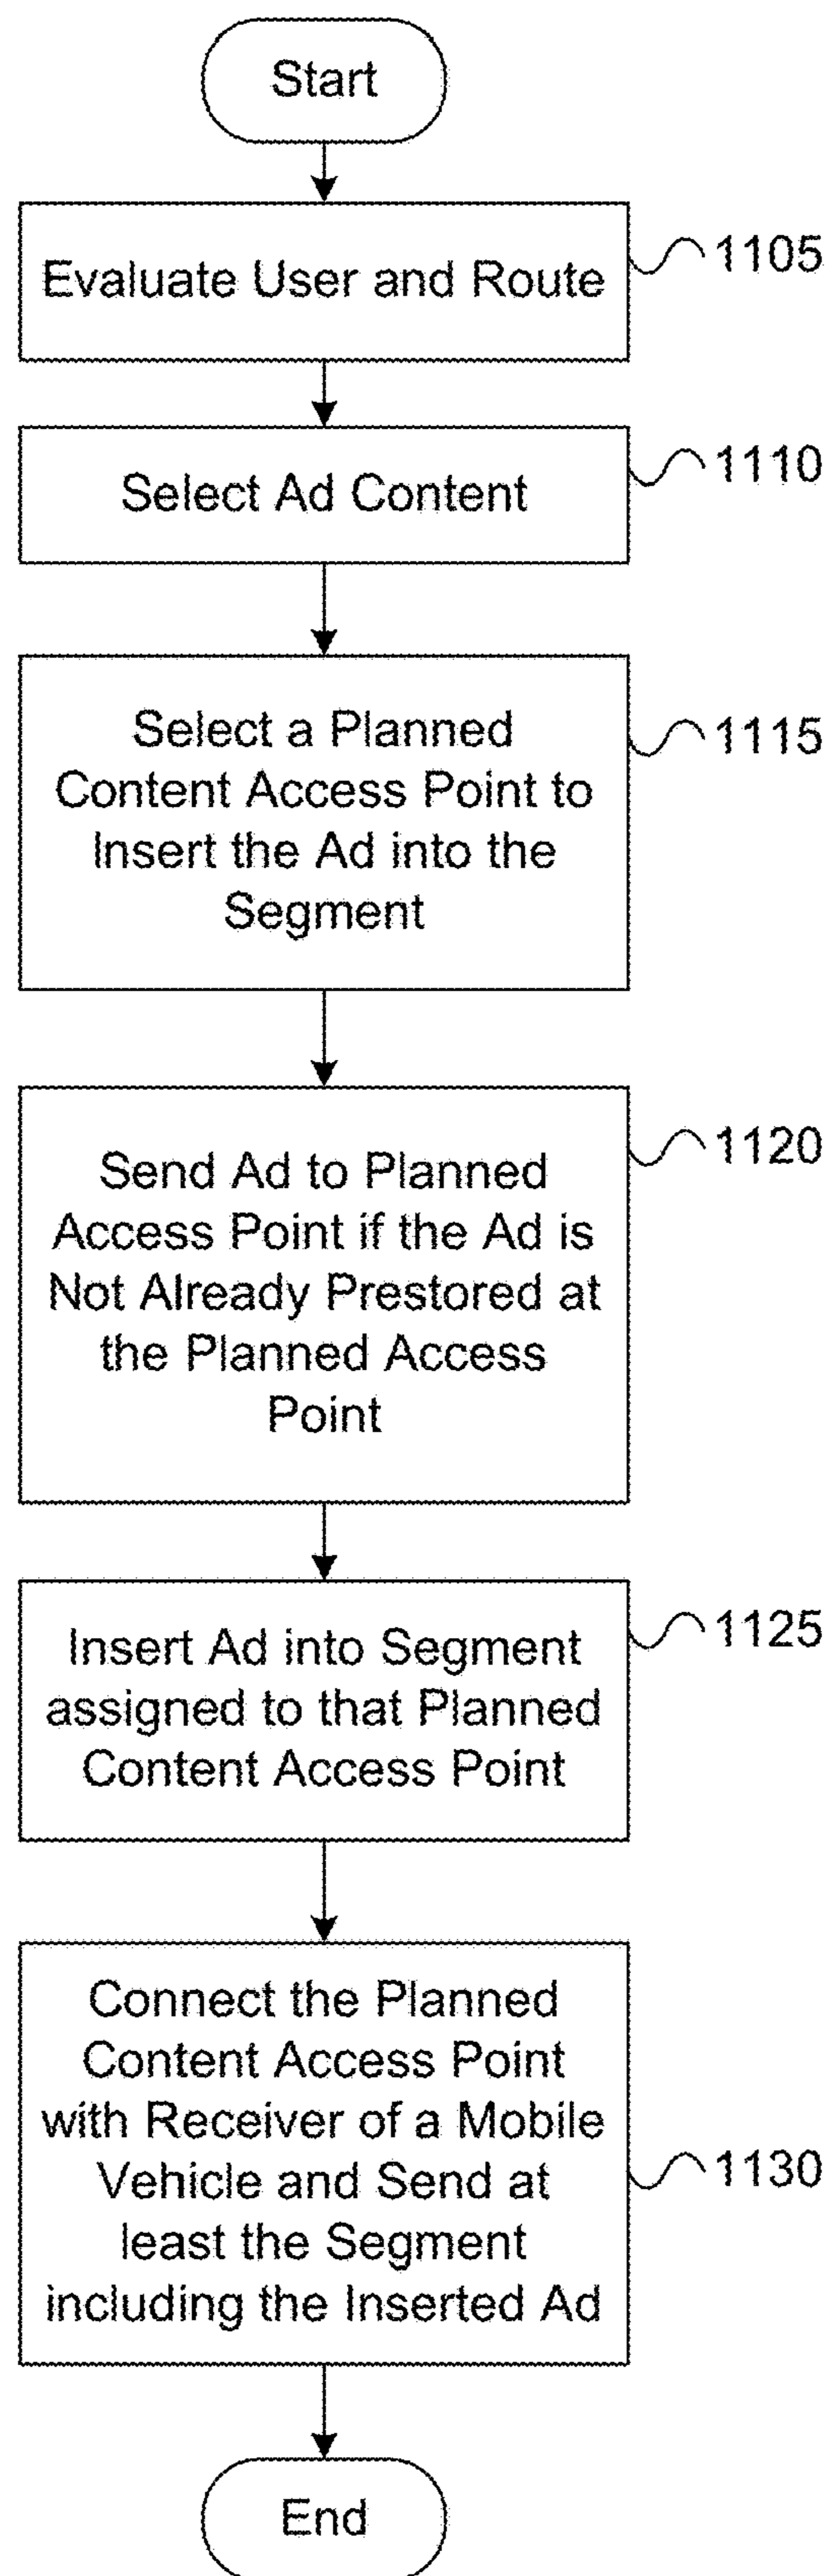 Start
Evaluate User and Route
1105
Select Ad Content
1110
Select a Planned
Content Access Point to
Insert the Ad into the
Segment
1115
Send Ad to Planned
Access Point if the Ad is
Not Already Prestored at
the Planned Access
Point
1120
Insert Ad into Segment
assigned to that Planned
Content Access Point
1125
Connect the Planned
Content Access Point
with Receiver of a Mobile
Vehicle and Send at
least the Segment
including the Inserted Ad
1130
End